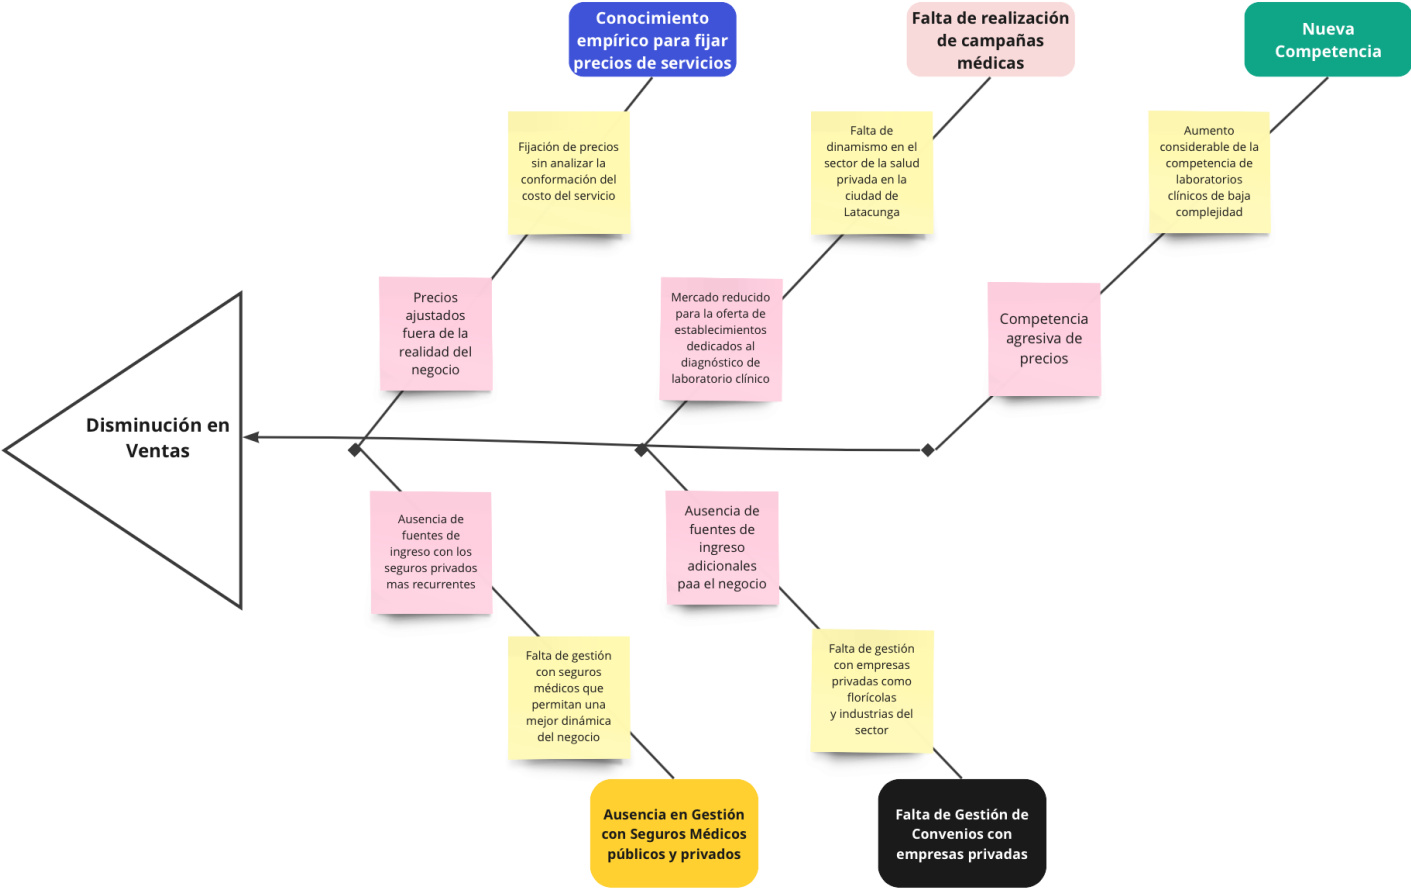 Conocimiento
empírico para fijar
precios de servicios
Falta de realización
de campañas
médicas
Nueva
Competencia
Fijación de precios
sin analizar la
conformación del
costo del servicio
Falta de
dinamismo en el
sector de la salud
privada en la
ciudad de
Latacunga
Aumento
considerable de la
competencia de
laboratorios
clínicos de baja
complejidad
Precios
ajustados
fuera de la
realidad del
negocio
Mercado reducido
para la oferta de
establecimientos
dedicados al
diagnóstico de
laboratorio clínico
Competencia
agresiva de
precios
Disminución en
Ventas
Ausencia de
fuentes de
ingreso con los
seguros privados
mas recurrentes
Ausencia de
fuentes de
ingreso
adicionales
paa el negocio
Falta de gestión
con seguros
médicos que
permitan una
mejor dinámica
del negocio
Falta de gestión
con empresas
privadas como
florícolas
y industrias del
sector
Ausencia en Gestión
con Seguros Médicos
públicos y privados
Falta de Gestión de
Convenios con
empresas privadas